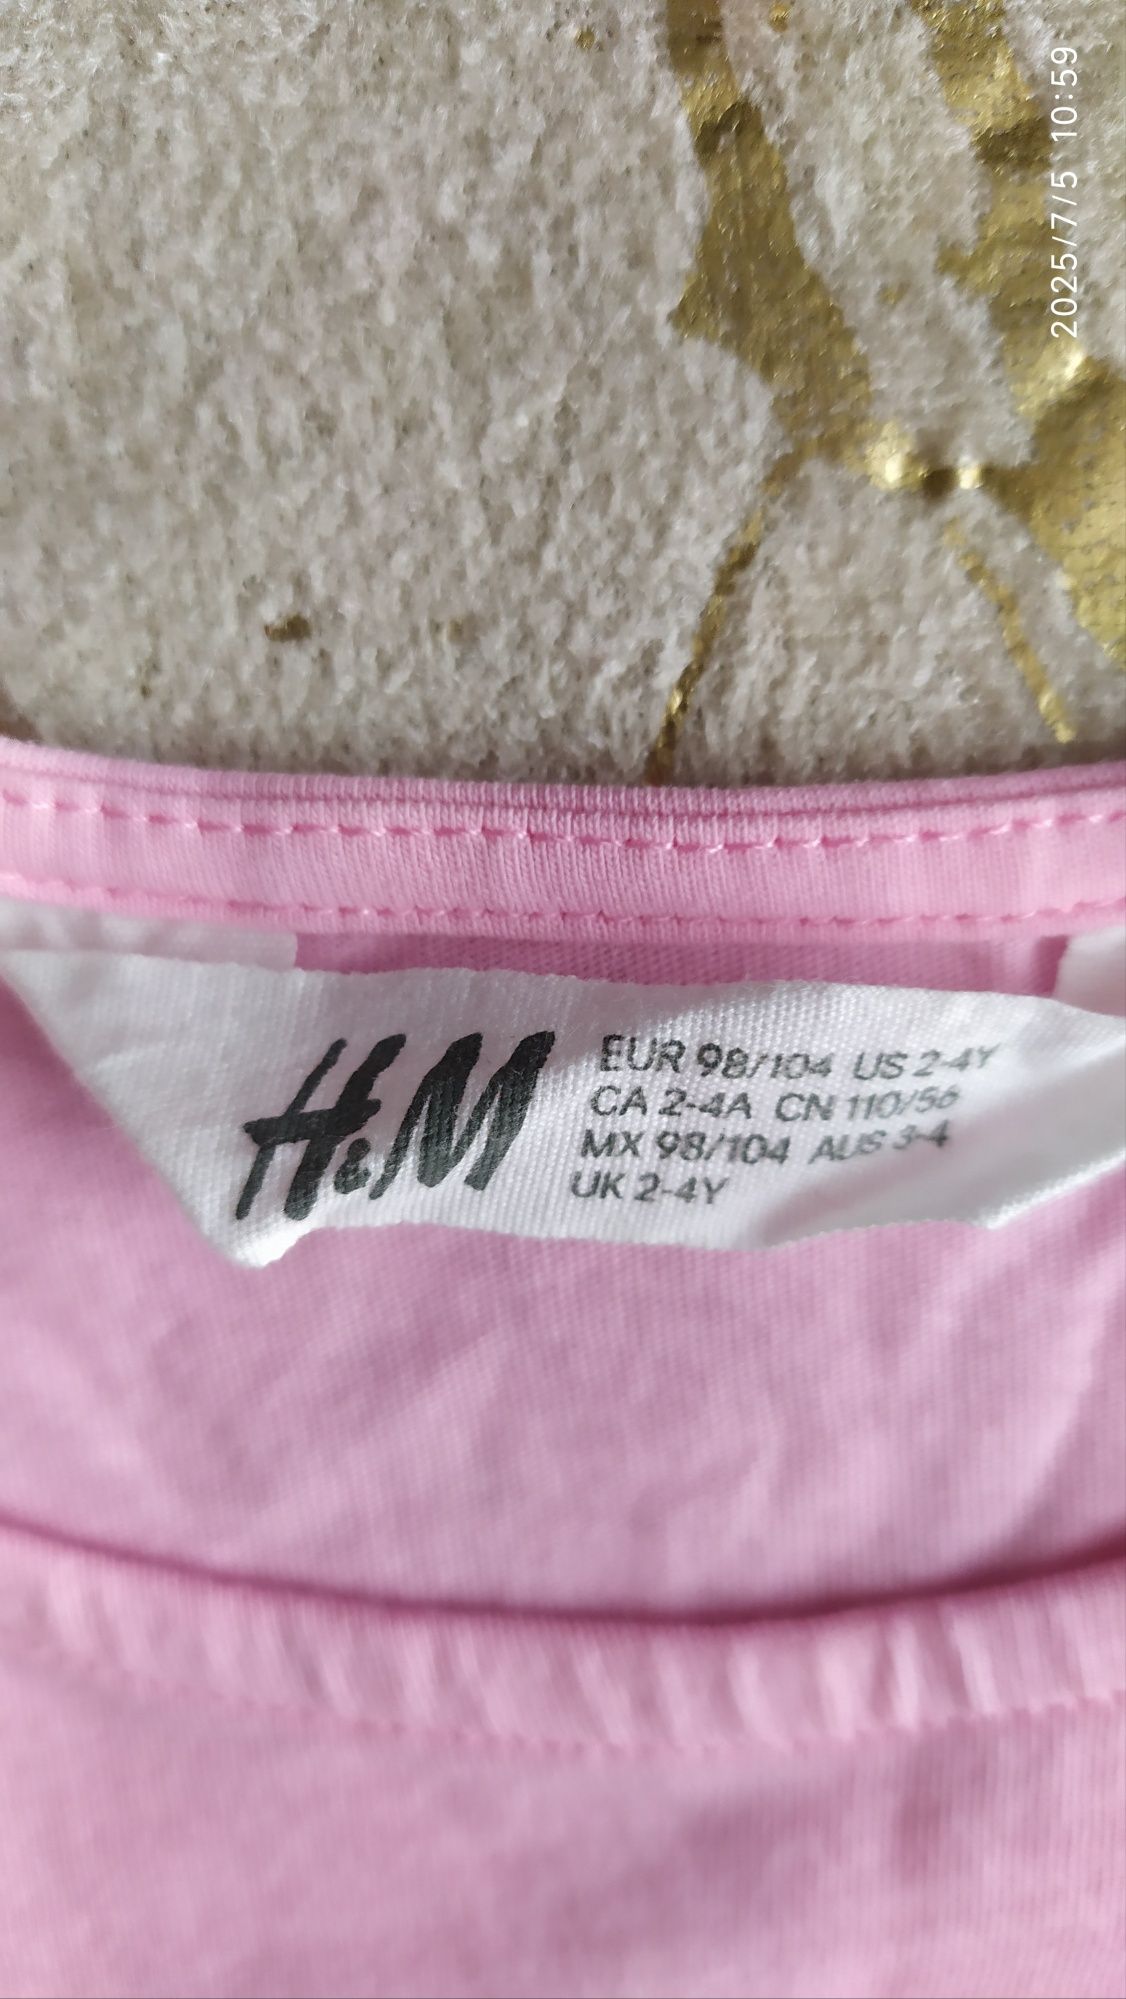 2025/7/5 10:59
H&M
EUR 98/104 US 2-4Y
CA 2-4A CN 110/56
MX 98/104 AUS 3-4
UK 2-4Y